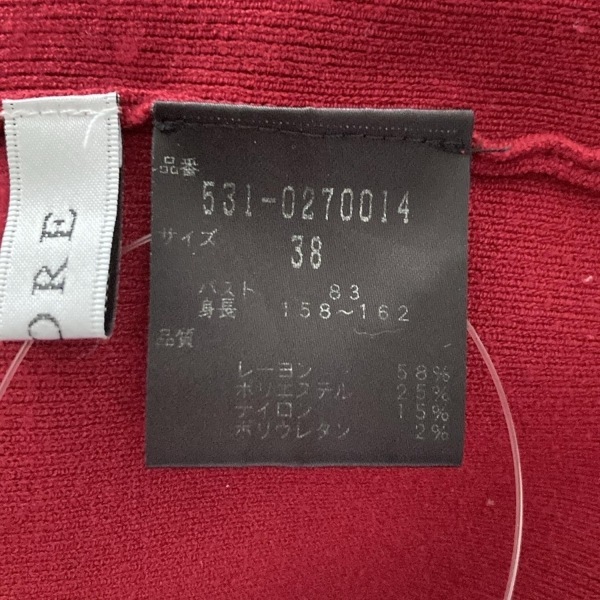 ORE
品番
531-0270014
サイズ
38
バスト 83
身長 158~162
品質
レーヨン 58%
ポリエステル 25%
ナイロン 15%
ポリウレタン 2%